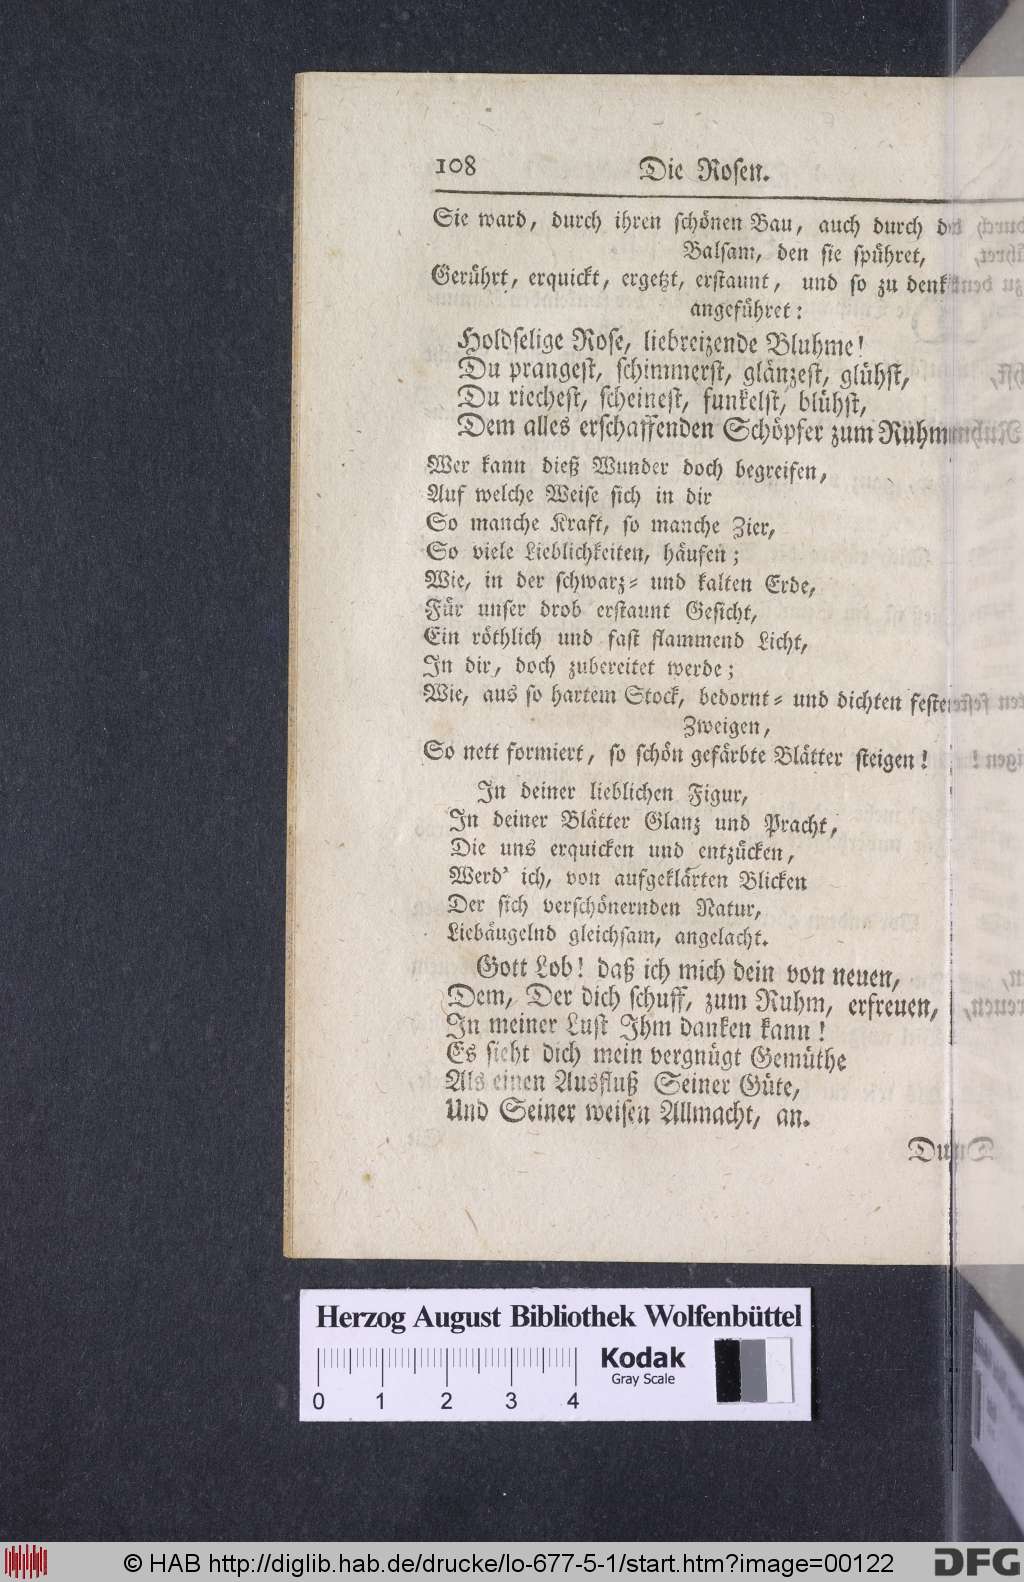 108 Die Rosen.
Sie ward, durch ihren schönen Bau, auch durch
Balsam, den sie spühret,
Gerührt, erquickt, ergetzt, erstaunt, und so zu
angeführet:
Holdselige Rose, liebreizende Bluhme!
Du prangest, schimmerst, glänzest, glühst,
Du riechest, scheinest, funkelst, blühst,
Dem alles erschaffenden Schöpfer zum
Wer kann dieß Wunder doch begreifen,
Auf welche Weise sich in dir
So manche Kraft, so manche Zier,
So viele Lieblichkeiten, häufen;
Wie, in der schwarz- und kalten Erde,
Für unser drob erstaunt Gesicht,
Ein röthlich und fast flammend Licht,
In dir, doch zubereitet werde;
Wie, aus so hartem Stock, bedornt- und dichten
Zweigen,
So nett formiert, so schön gefärbte Blätter steigen!
In deiner lieblichen Figur,
In deiner Blätter Glanz und Pracht,
Die uns erquicken und entzücken,
Werd' ich, von aufgeklärten Blicken
Der sich verschönernden Natur,
Liebäugelnd gleichsam, angelacht.
Gott Lob! daß ich mich dein von neuen,
Dem, Der dich schuff, zum Ruhm, erfreuen,
In meiner Lust Ihm danken kann!
Es sieht dich mein vergnügt Gemüthe
Als einen Ausfluß Seiner Güte,
Und Seiner weisen Allmacht, an.
Herzog August Bibliothek Wolfenbüttel
0 1 2 3 4
Kodak
Gray Scale
© HAB http://diglib.hab.de/drucke/lo-677-5-1/start.htm?image=00122
DFG